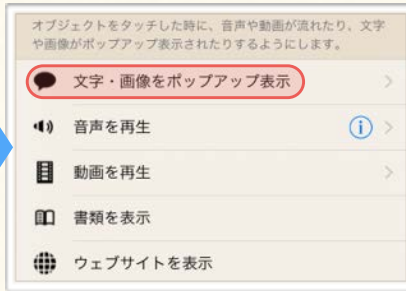 オブジェクトをタッチした時に、音声や動画が流れたり、文字
や画像がポップアップ表示されたりするようにします。
文字・画像をポップアップ表示
音声を再生
動画を再生
書類を表示
ウェブサイトを表示